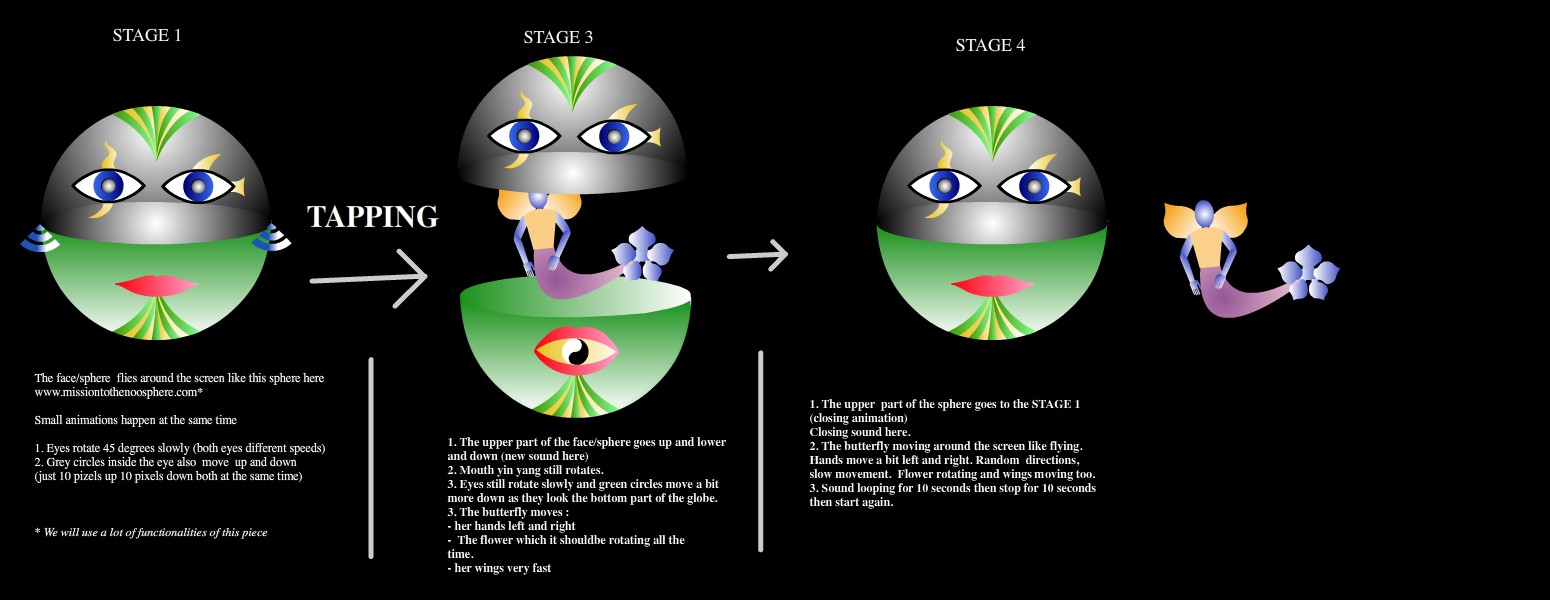 STAGE 1
STAGE 3
STAGE 4
TAPPING
The face/sphere flies around the screen like this sphere here
www.missiontothenoosphere.com*
Small animations happen at the same time
1. Eyes rotate 45 degrees slowly (both eyes different speeds)
2. Grey circles inside the eye also move up and down
(just 10 pizels up 10 pixels down both at the same time)
* We will use a lot of functionalities of this piece
1. The upper part of the face/sphere goes up and lower
and down (new sound here)
2. Mouth yin yang still rotates.
3. Eyes still rotate slowly and green circles move a bit
more down as they look the bottom part of the globe.
3. The butterfly moves :
- her hands left and right
- The flower which it shouldbe rotating all the
time.
- her wings very fast
1. The upper part of the sphere goes to the STAGE 1
(closing animation)
Closing sound here.
2. The butterfly moving around the screen like flying.
Hands move a bit left and right. Random directions,
slow movement. Flower rotating and wings moving too.
3. Sound looping for 10 seconds then stop for 10 seconds
then start again.